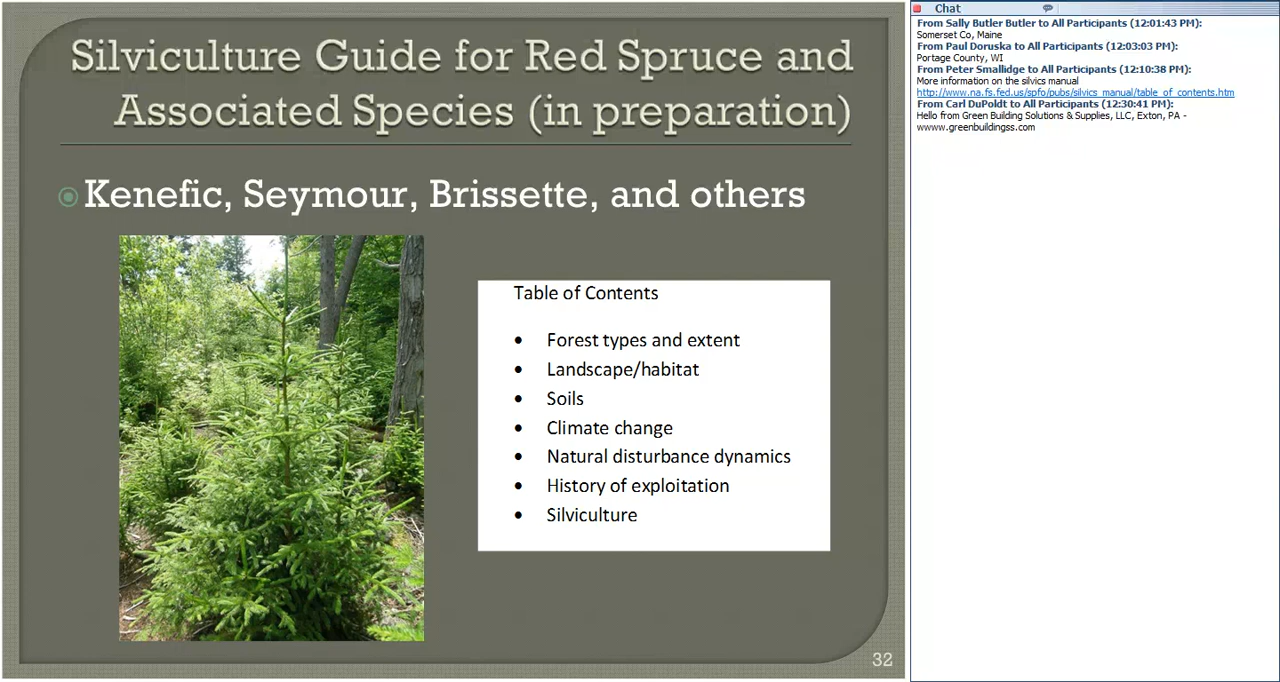 Silviculture Guide for Red Spruce and
Associated Species (in preparation)
Kenefic, Seymour, Brissette, and others
Table of Contents
• Forest types and extent
• Landscape/habitat
• Soils
• Climate change
• Natural disturbance dynamics
• History of exploitation
• Silviculture
32
Chat
From Sally Butler Butler to All Participants (12:01:43 PM):
Somerset Co, Maine
From Paul Doruska to All Participants (12:03:03 PM):
Portage County, WI
From Peter Smallidge to All Participants (12:10:38 PM):
More information on the silvics manual
http://www.na.fs.fed.us/spfo/pubs/silvics_manual/table_of_contents.htm
From Carl DuPoldt to All Participants (12:30:41 PM):
Hello from Green Building Solutions & Supplies, LLC, Exton, PA -
wwww.greenbuildingss.com